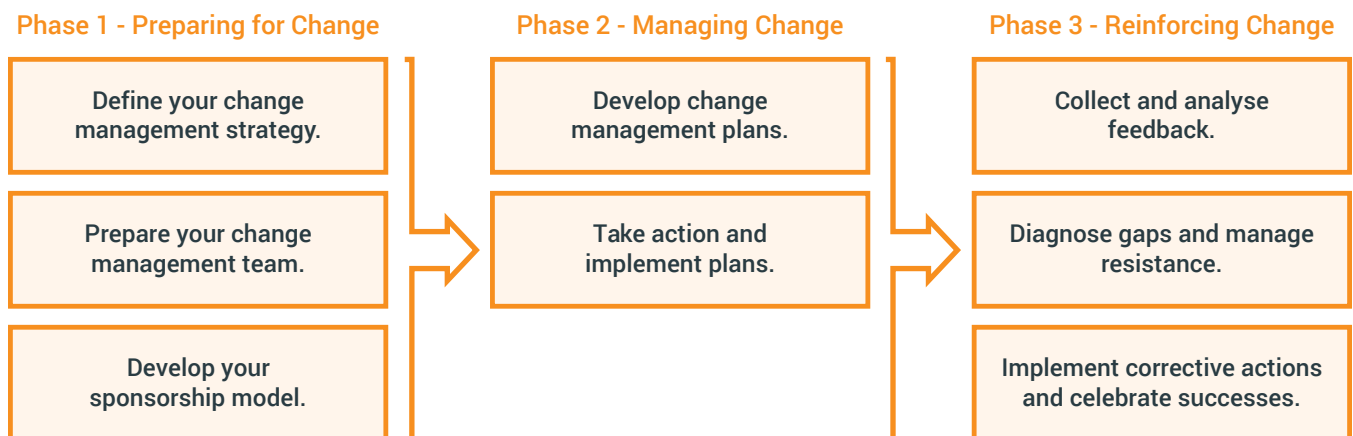 Phase 1 - Preparing for Change
Define your change
management strategy.
Prepare your change
management team.
Develop your
sponsorship model.
Phase 2 - Managing Change
Develop change
management plans.
Take action and
implement plans.
Phase 3 - Reinforcing Change
Collect and analyse
feedback.
Diagnose gaps and manage
resistance.
Implement corrective actions
and celebrate successes.